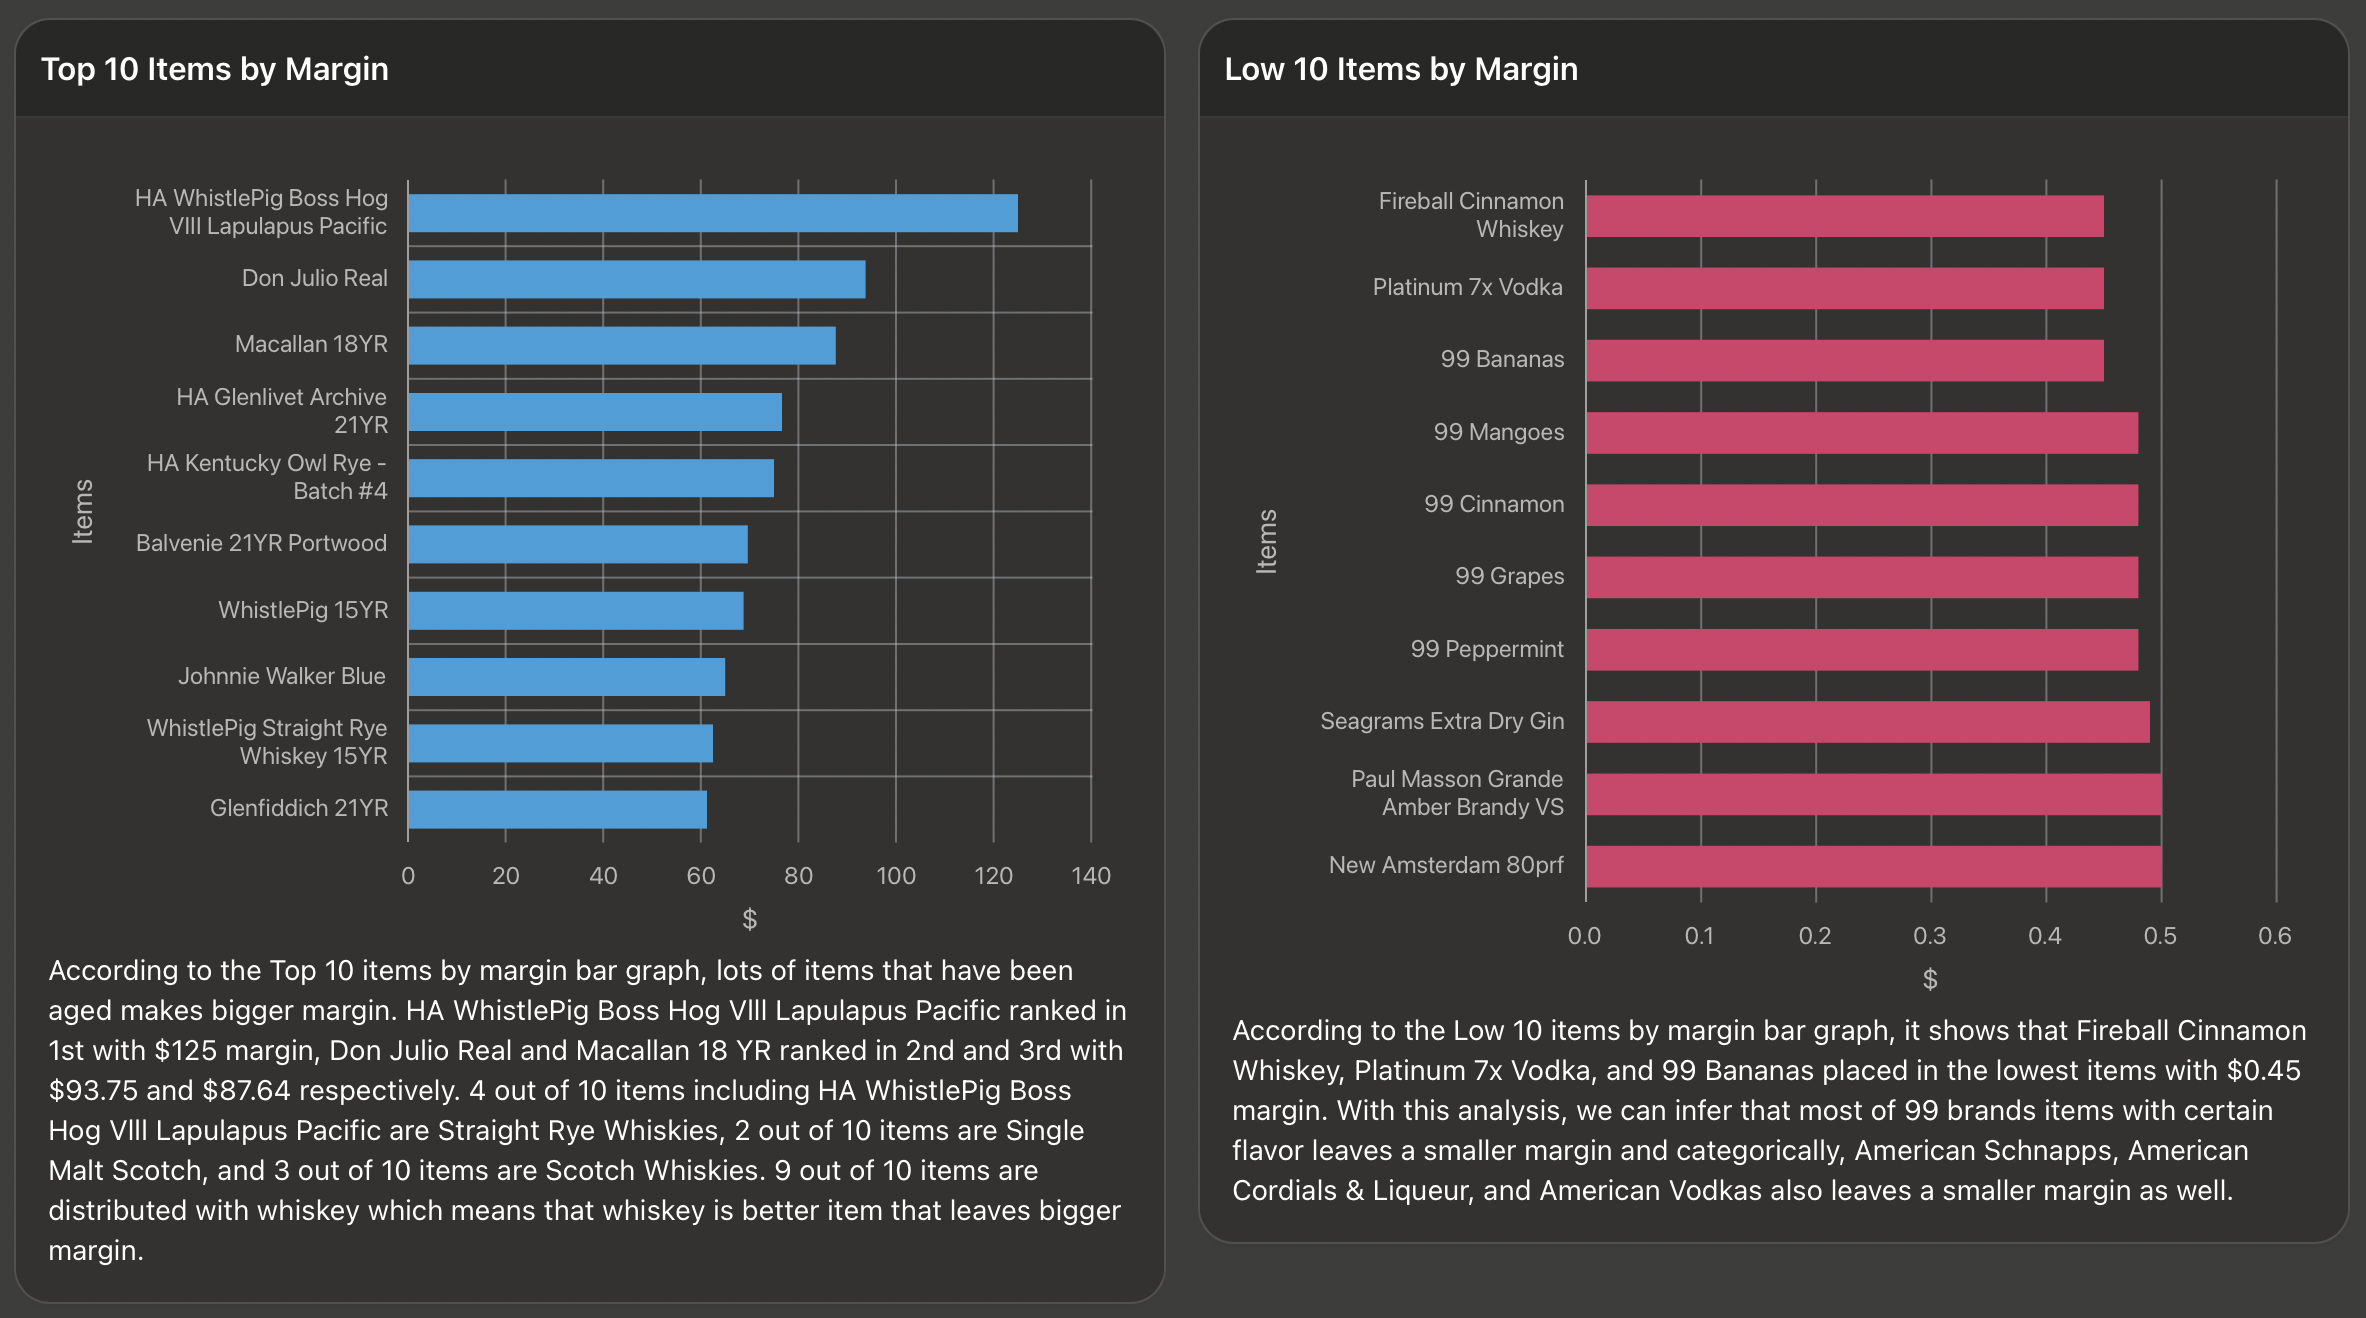 Top 10 Items by Margin
Items
HA WhistlePig Boss Hog
VIII Lapulapus Pacific
Don Julio Real
Macallan 18YR
HA Glenlivet Archive
21YR
HA Kentucky Owl Rye -
Batch #4
Balvenie 21YR Portwood
WhistlePig 15YR
Johnnie Walker Blue
WhistlePig Straight Rye
Whiskey 15YR
Glenfiddich 21YR
0 20 40 60 80 100 120 140
$
According to the Top 10 items by margin bar graph, lots of items that have been
aged makes bigger margin. HA WhistlePig Boss Hog Vlll Lapulapus Pacific ranked in
1st with $125 margin, Don Julio Real and Macallan 18 YR ranked in 2nd and 3rd with
$93.75 and $87.64 respectively. 4 out of 10 items including HA WhistlePig Boss
Hog Vlll Lapulapus Pacific are Straight Rye Whiskies, 2 out of 10 items are Single
Malt Scotch, and 3 out of 10 items are Scotch Whiskies. 9 out of 10 items are
distributed with whiskey which means that whiskey is better item that leaves bigger
margin.
Low 10 Items by Margin
Items
Fireball Cinnamon
Whiskey
Platinum 7x Vodka
99 Bananas
99 Mangoes
99 Cinnamon
99 Grapes
99 Peppermint
Seagrams Extra Dry Gin
Paul Masson Grande
Amber Brandy VS
New Amsterdam 80prf
0.0 0.1 0.2 0.3 0.4 0.5 0.6
$
According to the Low 10 items by margin bar graph, it shows that Fireball Cinnamon
Whiskey, Platinum 7x Vodka, and 99 Bananas placed in the lowest items with $0.45
margin. With this analysis, we can infer that most of 99 brands items with certain
flavor leaves a smaller margin and categorically, American Schnapps, American
Cordials & Liqueur, and American Vodkas also leaves a smaller margin as well.